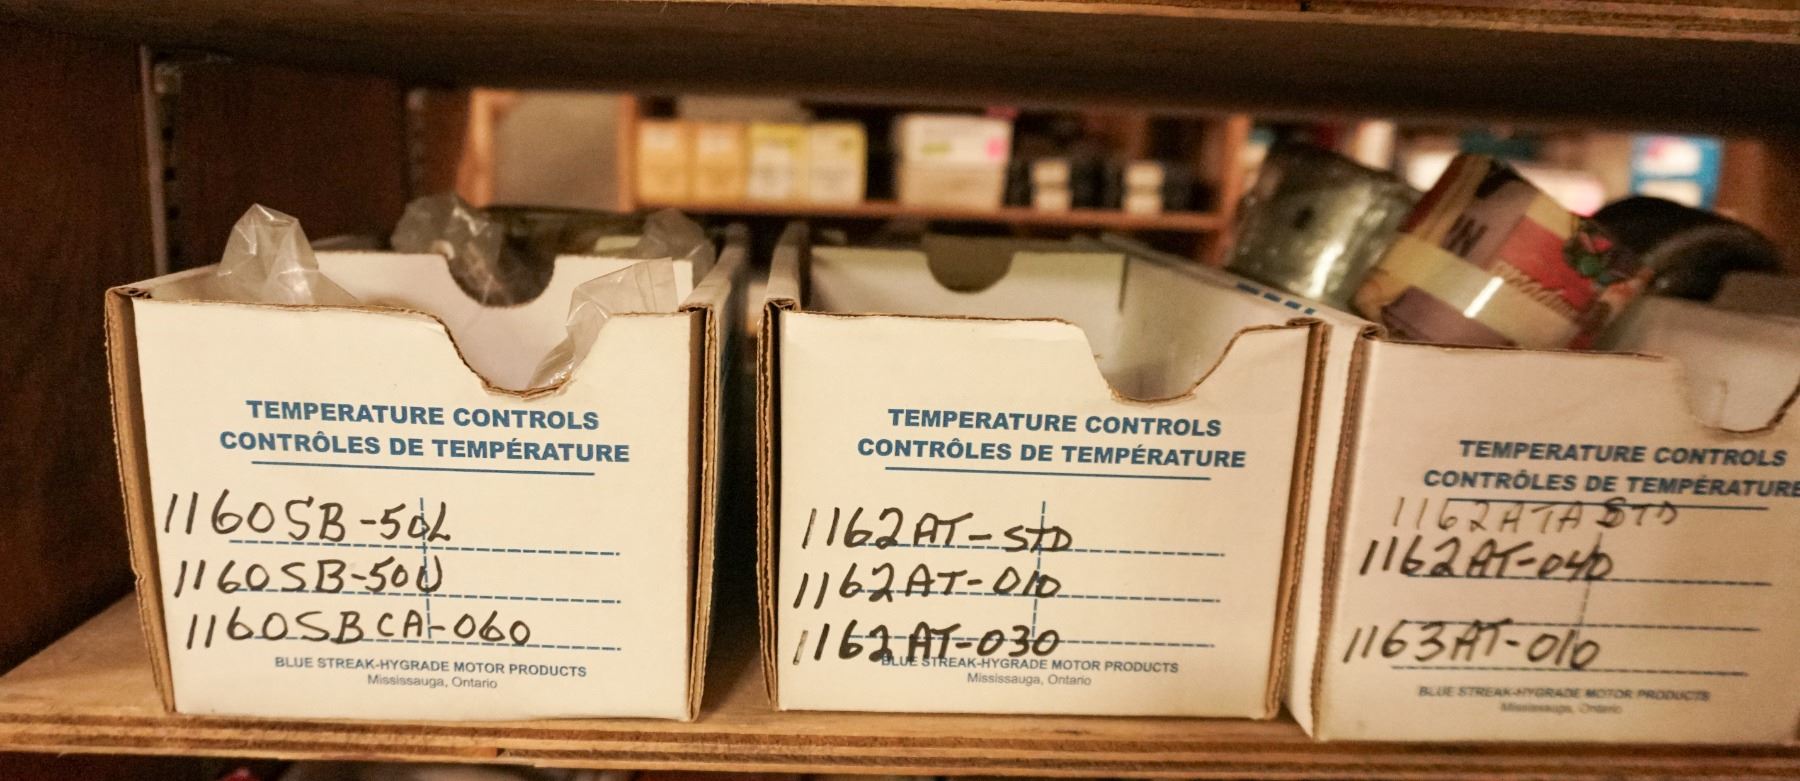 TEMPERATURE CONTROLS
CONTRÔLES DE TEMPÉRATURE
1160SB-50L
1160SB-50U
1160SBCA-060
BLUE STREAK-HYGRADE MOTOR PRODUCTS
Mississauga, Ontario
TEMPERATURE CONTROLS
CONTRÔLES DE TEMPÉRATURE
1162AT-STD
1162AT-010
1162AT-030
BLUE STREAK-HYGRADE MOTOR PRODUCTS
Mississauga, Ontario
TEMPERATURE CONTROLS
CONTRÔLES DE TEMPÉRATURE
1162ATA STD
1162AT-040
1163AT-010
BLUE STREAK-HYGRADE MOTOR PRODUCTS
Mississauga, Ontario